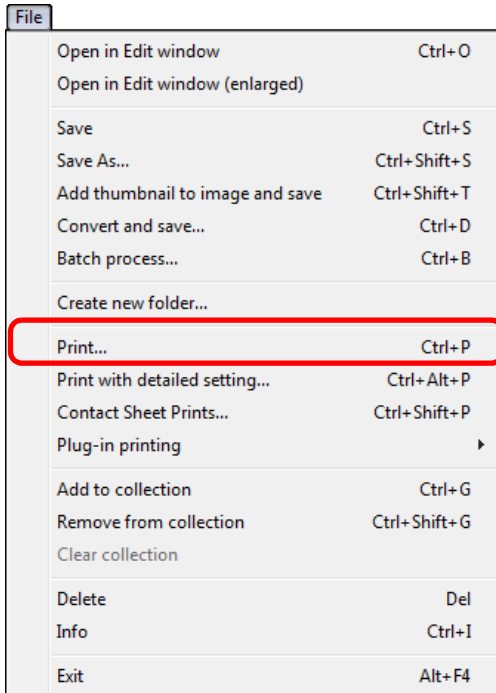 File
Open in Edit window Ctrl+O
Open in Edit window (enlarged)
Save Ctrl+S
Save As... Ctrl+Shift+S
Add thumbnail to image and save Ctrl+Shift+T
Convert and save... Ctrl+D
Batch process... Ctrl+B
Create new folder...
Print... Ctrl+P
Print with detailed setting... Ctrl+Alt+P
Contact Sheet Prints... Ctrl+Shift+P
Plug-in printing
Add to collection Ctrl+G
Remove from collection Ctrl+Shift+G
Clear collection
Delete Del
Info Ctrl+I
Exit Alt+F4